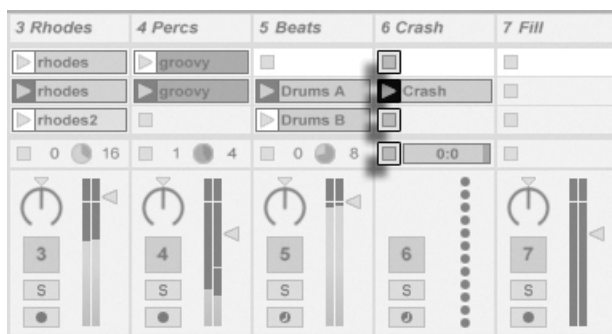 3 Rhodes 4 Percs 5 Beats 6 Crash 7 Fill
rhodes groovy
rhodes groovy Drums A Crash
rhodes2 Drums B
0 16 1 4 0 8 0:0
3 4 5 6 7
S S S S S